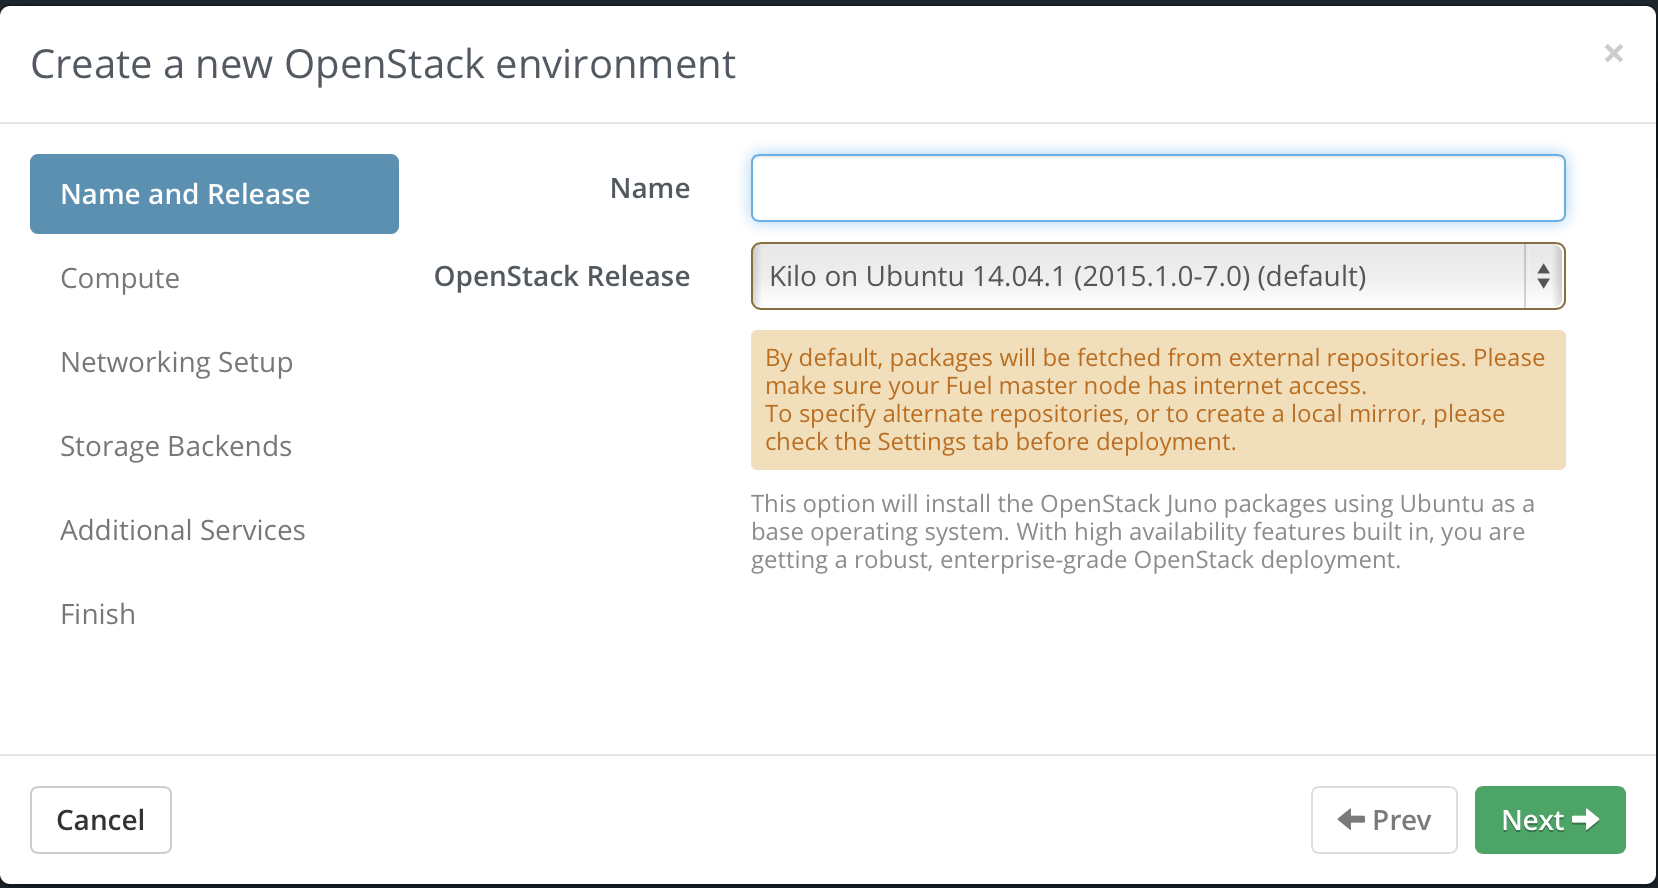 Create a new OpenStack environment
×
Name and Release
Compute
Networking Setup
Storage Backends
Additional Services
Finish
Name
OpenStack Release
Kilo on Ubuntu 14.04.1 (2015.1.0-7.0) (default)
By default, packages will be fetched from external repositories. Please
make sure your Fuel master node has internet access.
To specify alternate repositories, or to create a local mirror, please
check the Settings tab before deployment.
This option will install the OpenStack Juno packages using Ubuntu as a
base operating system. With high availability features built in, you are
getting a robust, enterprise-grade OpenStack deployment.
Cancel
Prev
Next